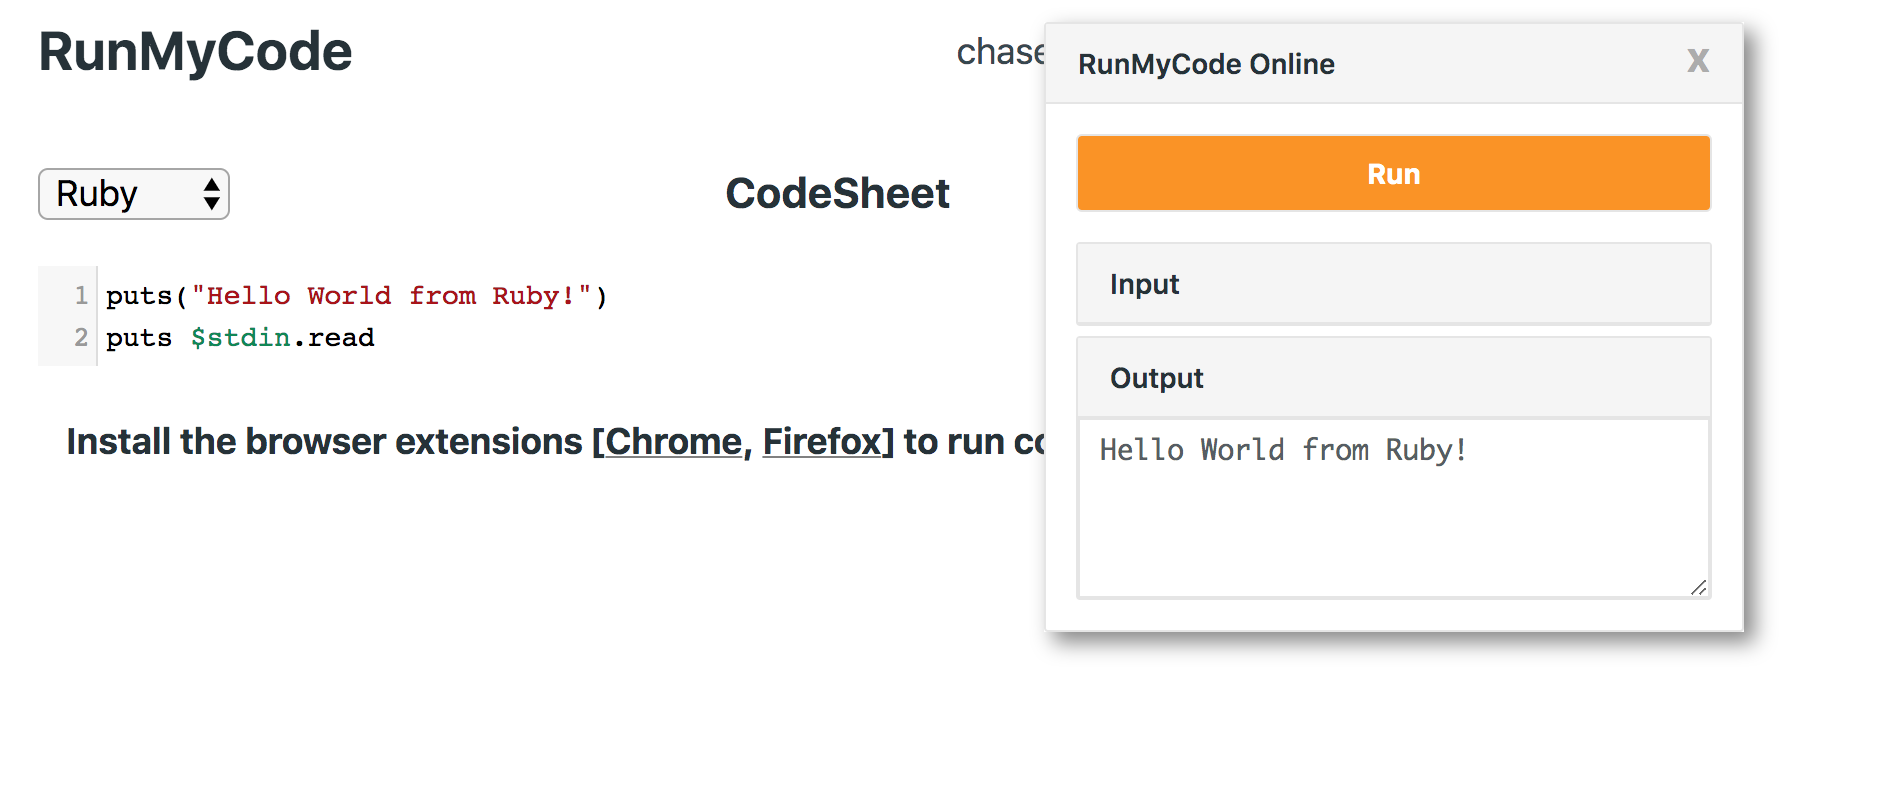 RunMyCode
chase
Ruby
CodeSheet
1 puts("Hello World from Ruby!")
2 puts $stdin.read
Install the browser extensions [Chrome, Firefox] to run
RunMyCode Online
X
Run
Input
Output
Hello World from Ruby!